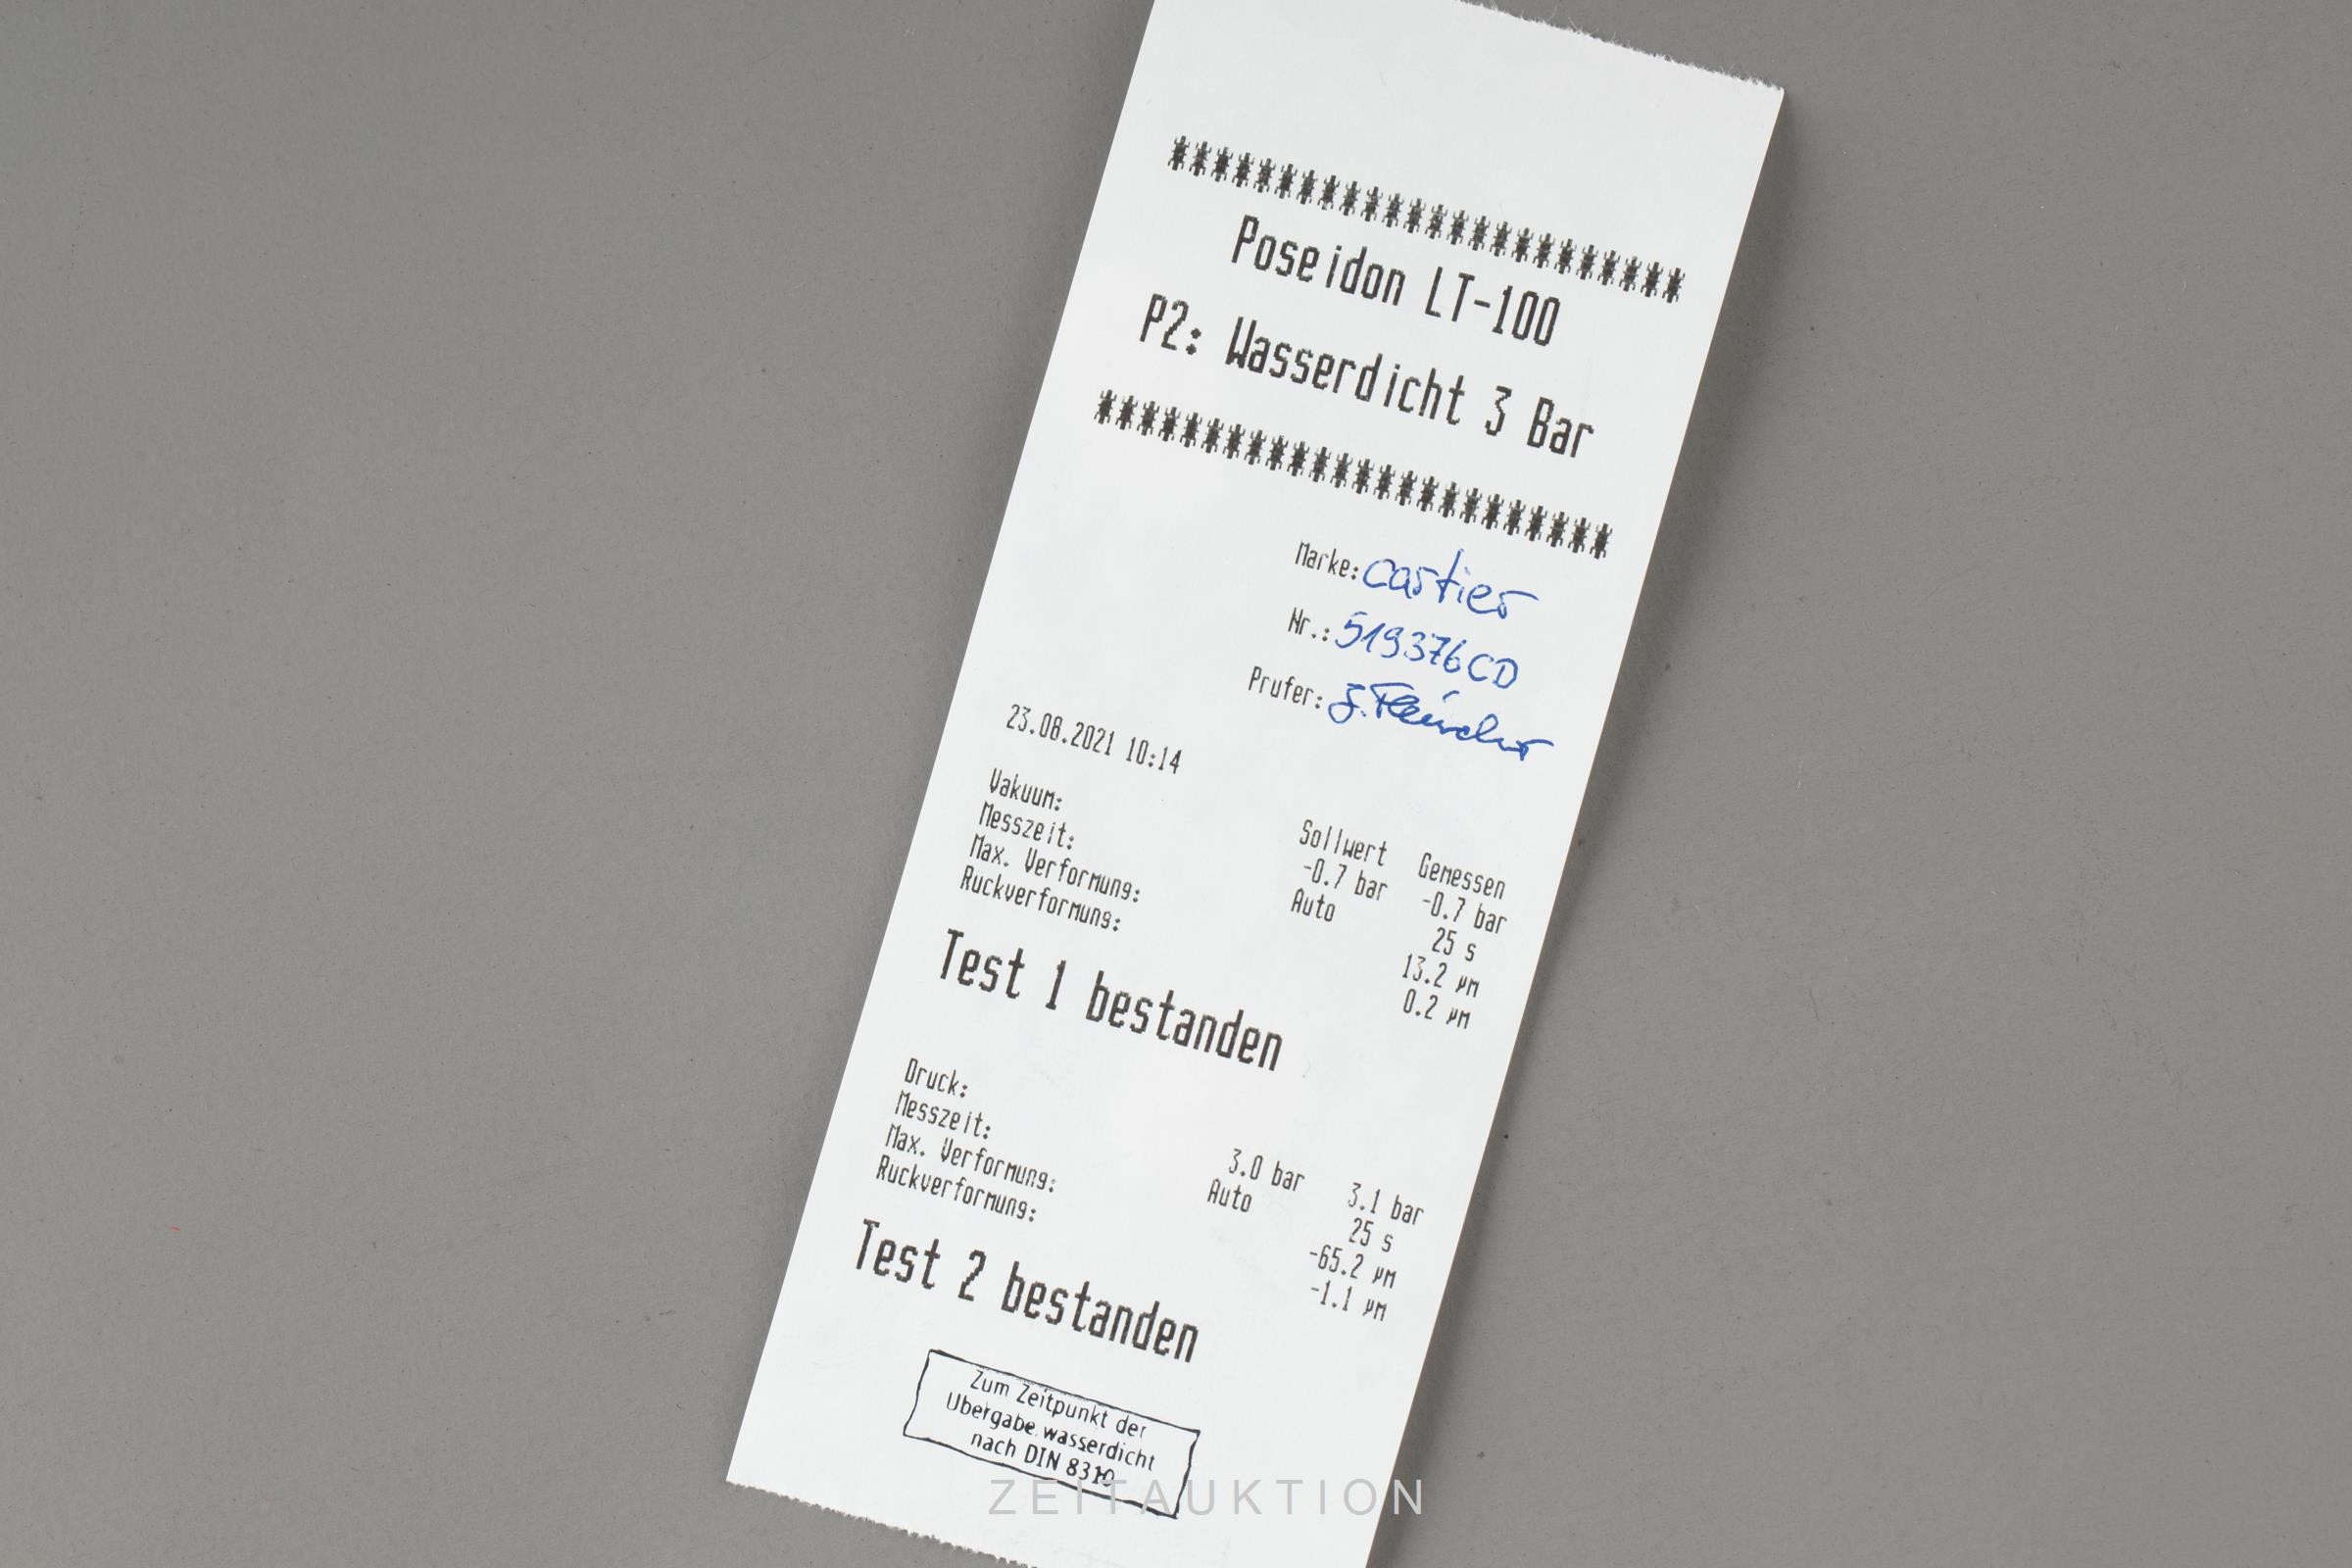 ************************
Poseidon LT-100
P2: Wasserdicht 3 Bar
************************
Marke: Cartier
Nr.: 519376CD
Prufer:
23.08.2021 10:14
Sollwert Gemessen
Vakuum: -0.7 bar -0.7 bar
Messzeit: Auto 25 s
Max. Verformung: 13.2 µm
Ruckverformung: 0.2 µm
Test 1 bestanden
Druck: 3.0 bar 3.1 bar
Messzeit: Auto 25 s
Max. Verformung: -65.2 µm
Ruckverformung: -1.1 µm
Test 2 bestanden
Zum Zeitpunkt der
Übergabe wasserdicht
nach DIN 8310
ZEITAUKTION